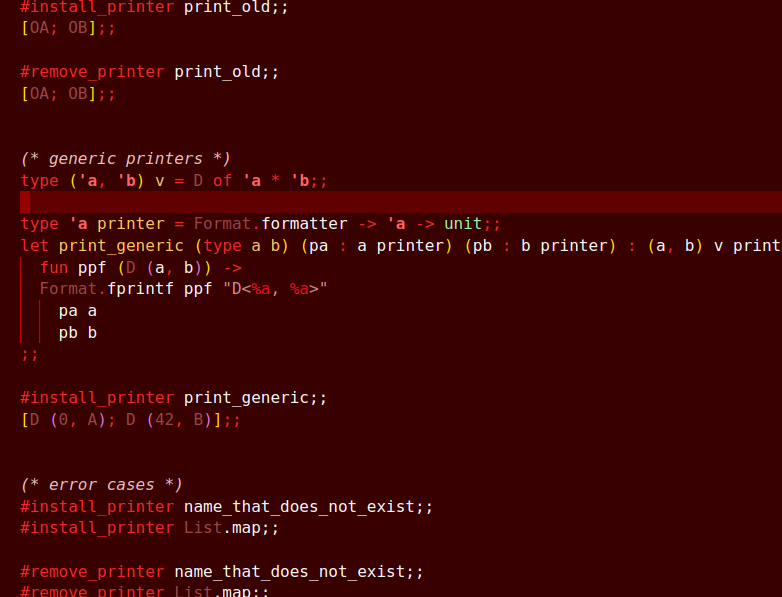 #install_printer print_old;;
[OA; OB];;
#remove_printer print_old;;
[OA; OB];;
(* generic printers *)
type ('a, 'b) v = D of 'a * 'b;;
type 'a printer = Format.formatter -> 'a -> unit;;
let print_generic (type a b) (pa : a printer) (pb : b printer) : (a, b) v print
fun ppf (D (a, b)) ->
Format.fprintf ppf "D<%a, %a>"
pa a
pb b
;;
#install_printer print_generic;;
[D (0, A); D (42, B)];;
(* error cases *)
#install_printer name_that_does_not_exist;;
#install_printer List.map;;
#remove_printer name_that_does_not_exist;;
#remove_printer List.map;;